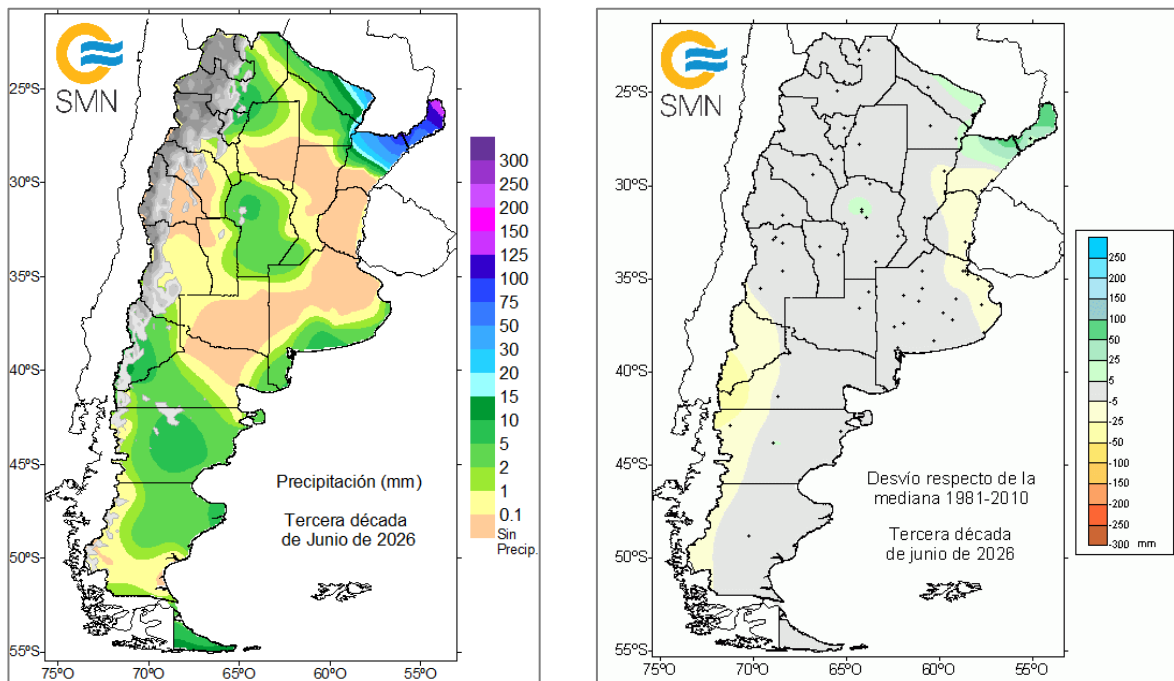 SMN
25ºS
30ºS
35ºS
40ºS
45ºS
50ºS
55ºS
75ºO
70ºO
65ºO
60ºO
55ºO
Precipitación (mm)
Tercera década
de Junio de 2026
300
250
200
150
125
100
75
50
30
20
15
10
5
2
1
0.1
Sin
Precip.
SMN
25ºS
30ºS
35ºS
40ºS
45ºS
50ºS
55ºS
75ºO
70ºO
65ºO
60ºO
55ºO
Desvío respecto de la
mediana 1981-2010
Tercera década
de junio de 2026
250
200
150
100
50
25
5
-5
-25
-50
-100
-150
-200
-250
-300 mm